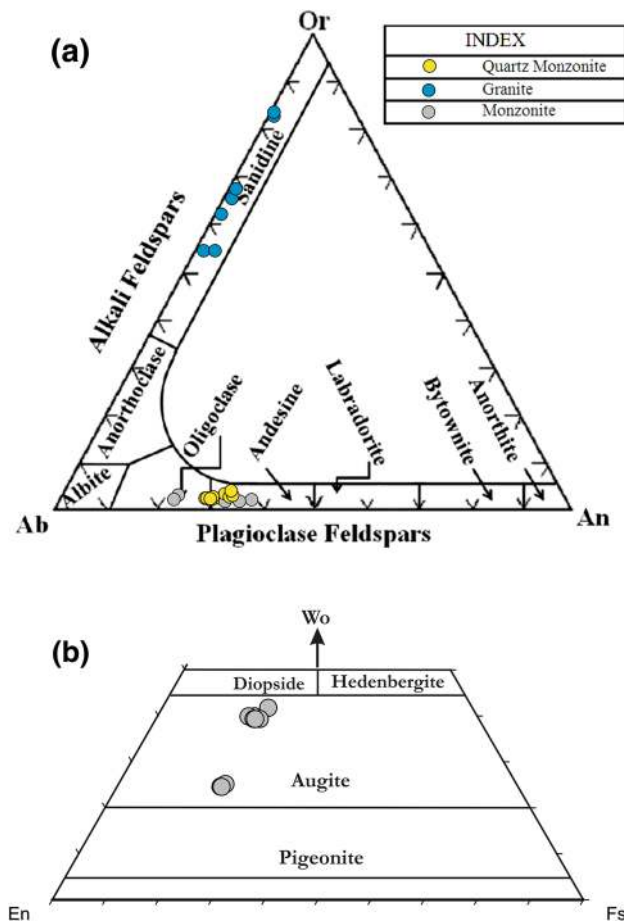 (a)
Or
INDEX
Quartz Monzonite
Granite
Monzonite
Sanidine
Alkali Feldspars
Anorthoclase
Oligoclase
Andesine
Labradorite
Bytownite
Anorthite
Albite
Ab
An
Plagioclase Feldspars
(b)
Wo
Diopside
Hedenbergite
Augite
Pigeonite
En
Fs